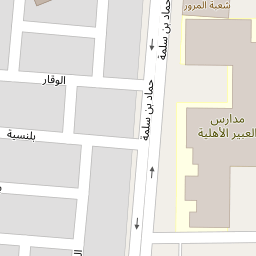 شعبة المرور
حماد بن سلمة
الوقار
حماد بن سلمة
مدارس
العبير الأهلية
بلنسية